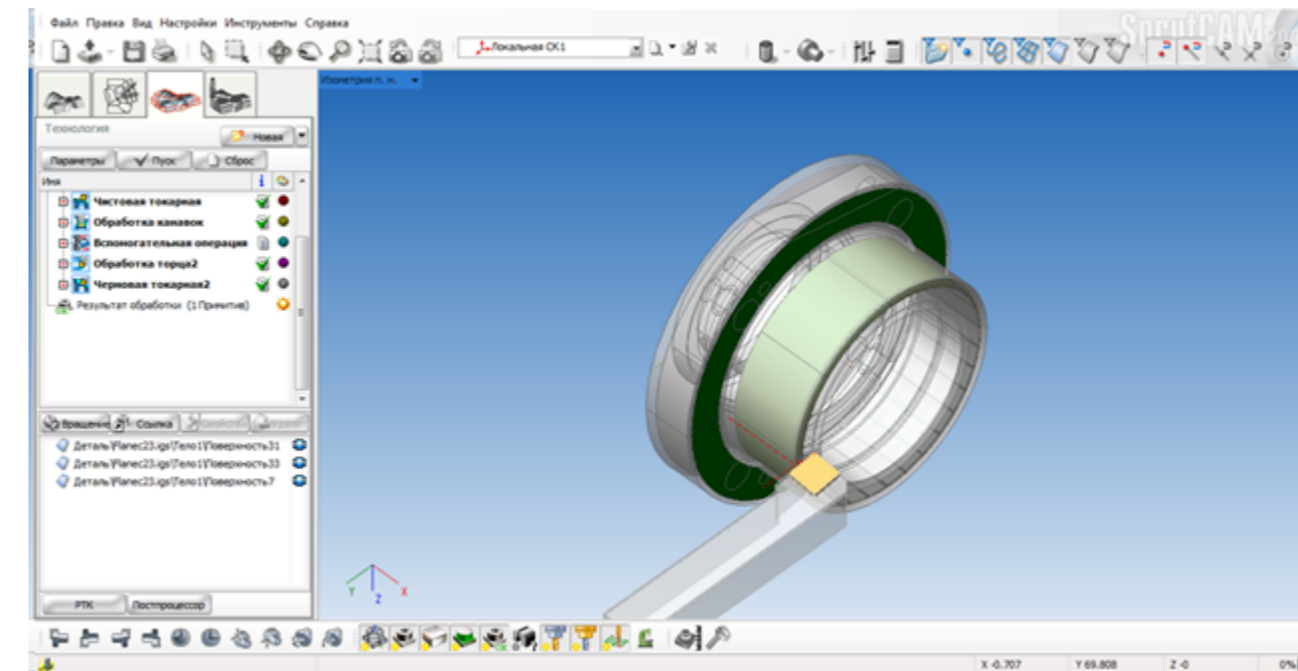 Файл Правка Вид Настройки Инструменты Справка
SprutCAM
Локальная СК1
Изометрия п. н.
Технология
Новая
Параметры Пуск Сброс
Имя
Чистовая токарная
Обработка канавок
Вспомогательная операция
Обработка торца2
Черновая токарная2
Результат обработки (1 Примитив)
Вращение Ссылка
Деталь\Flanec23.igs\Тело1\Поверхность31
Деталь\Flanec23.igs\Тело1\Поверхность33
Деталь\Flanec23.igs\Тело1\Поверхность7
Y Z X
РТК Постпроцессор
X -0.707 Y 69.808 Z -0 0%